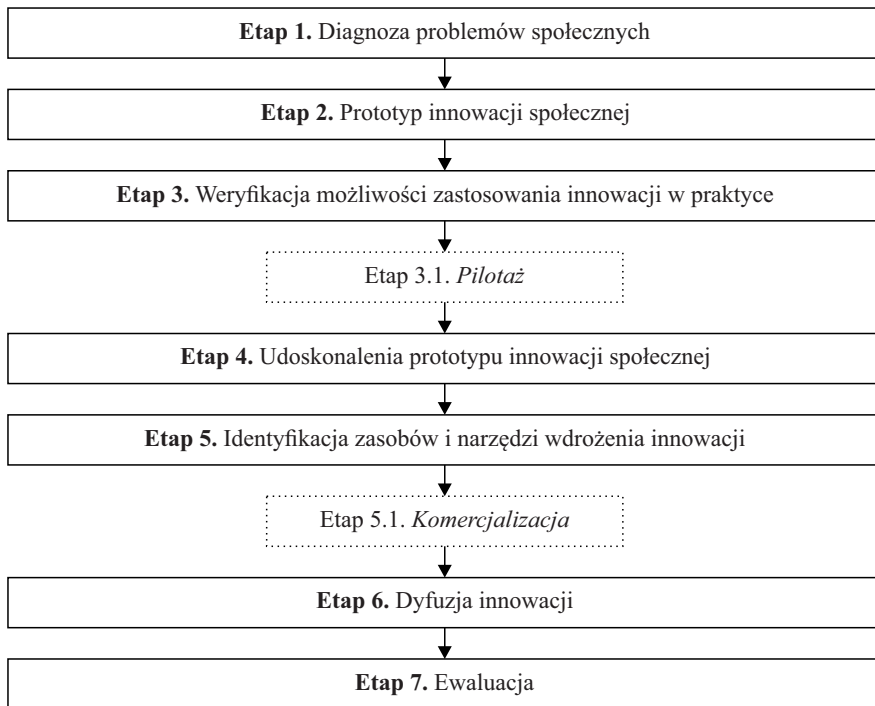 Etap 1. Diagnoza problemów społecznych
Etap 2. Prototyp innowacji społecznej
Etap 3. Weryfikacja możliwości zastosowania innowacji w praktyce
Etap 3.1. Pilotaż
Etap 4. Udoskonalenia prototypu innowacji społecznej
Etap 5. Identyfikacja zasobów i narzędzi wdrożenia innowacji
Etap 5.1. Komercjalizacja
Etap 6. Dyfuzja innowacji
Etap 7. Ewaluacja